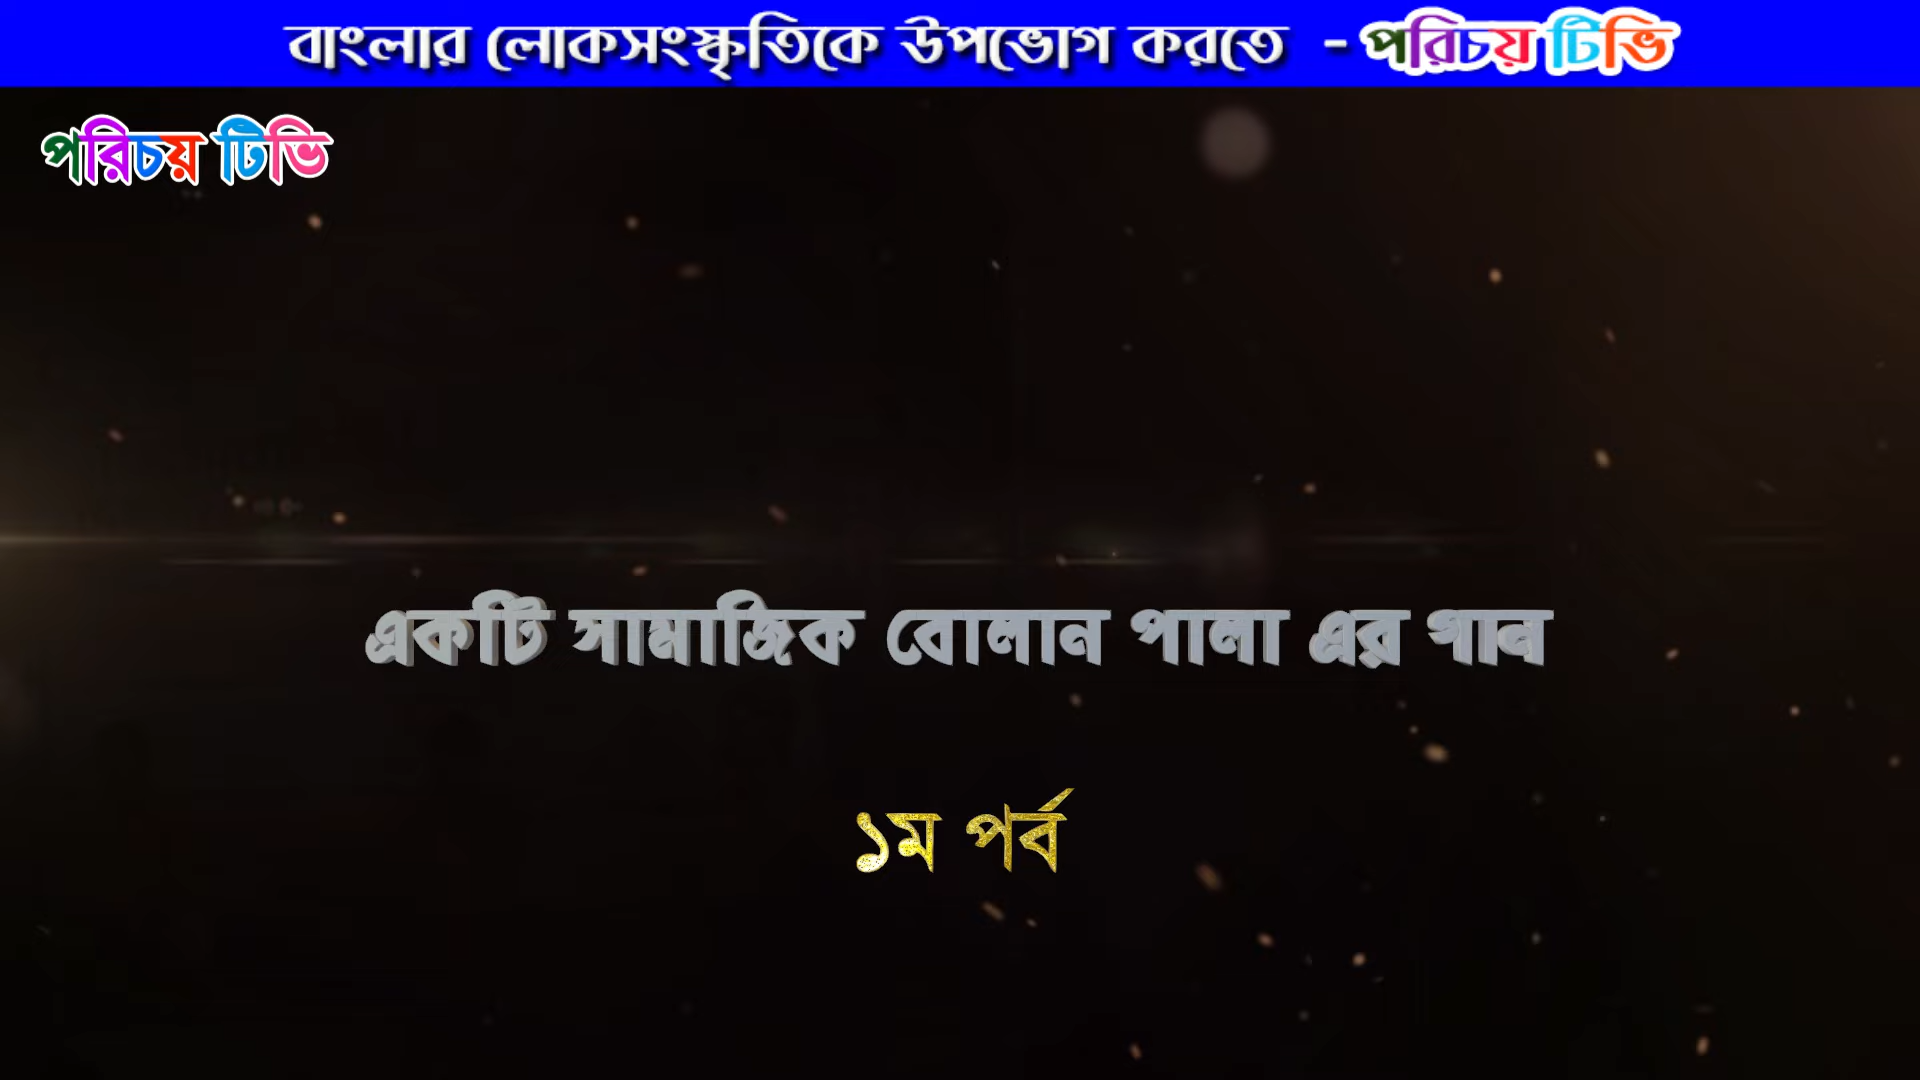 বাংলার লোকসংস্কৃতিকে উপভোগ করতে - পরিচয় টিভি
পরিচয় টিভি
একটি সামাজিক বোলান পালা এর গান
১ম পর্ব